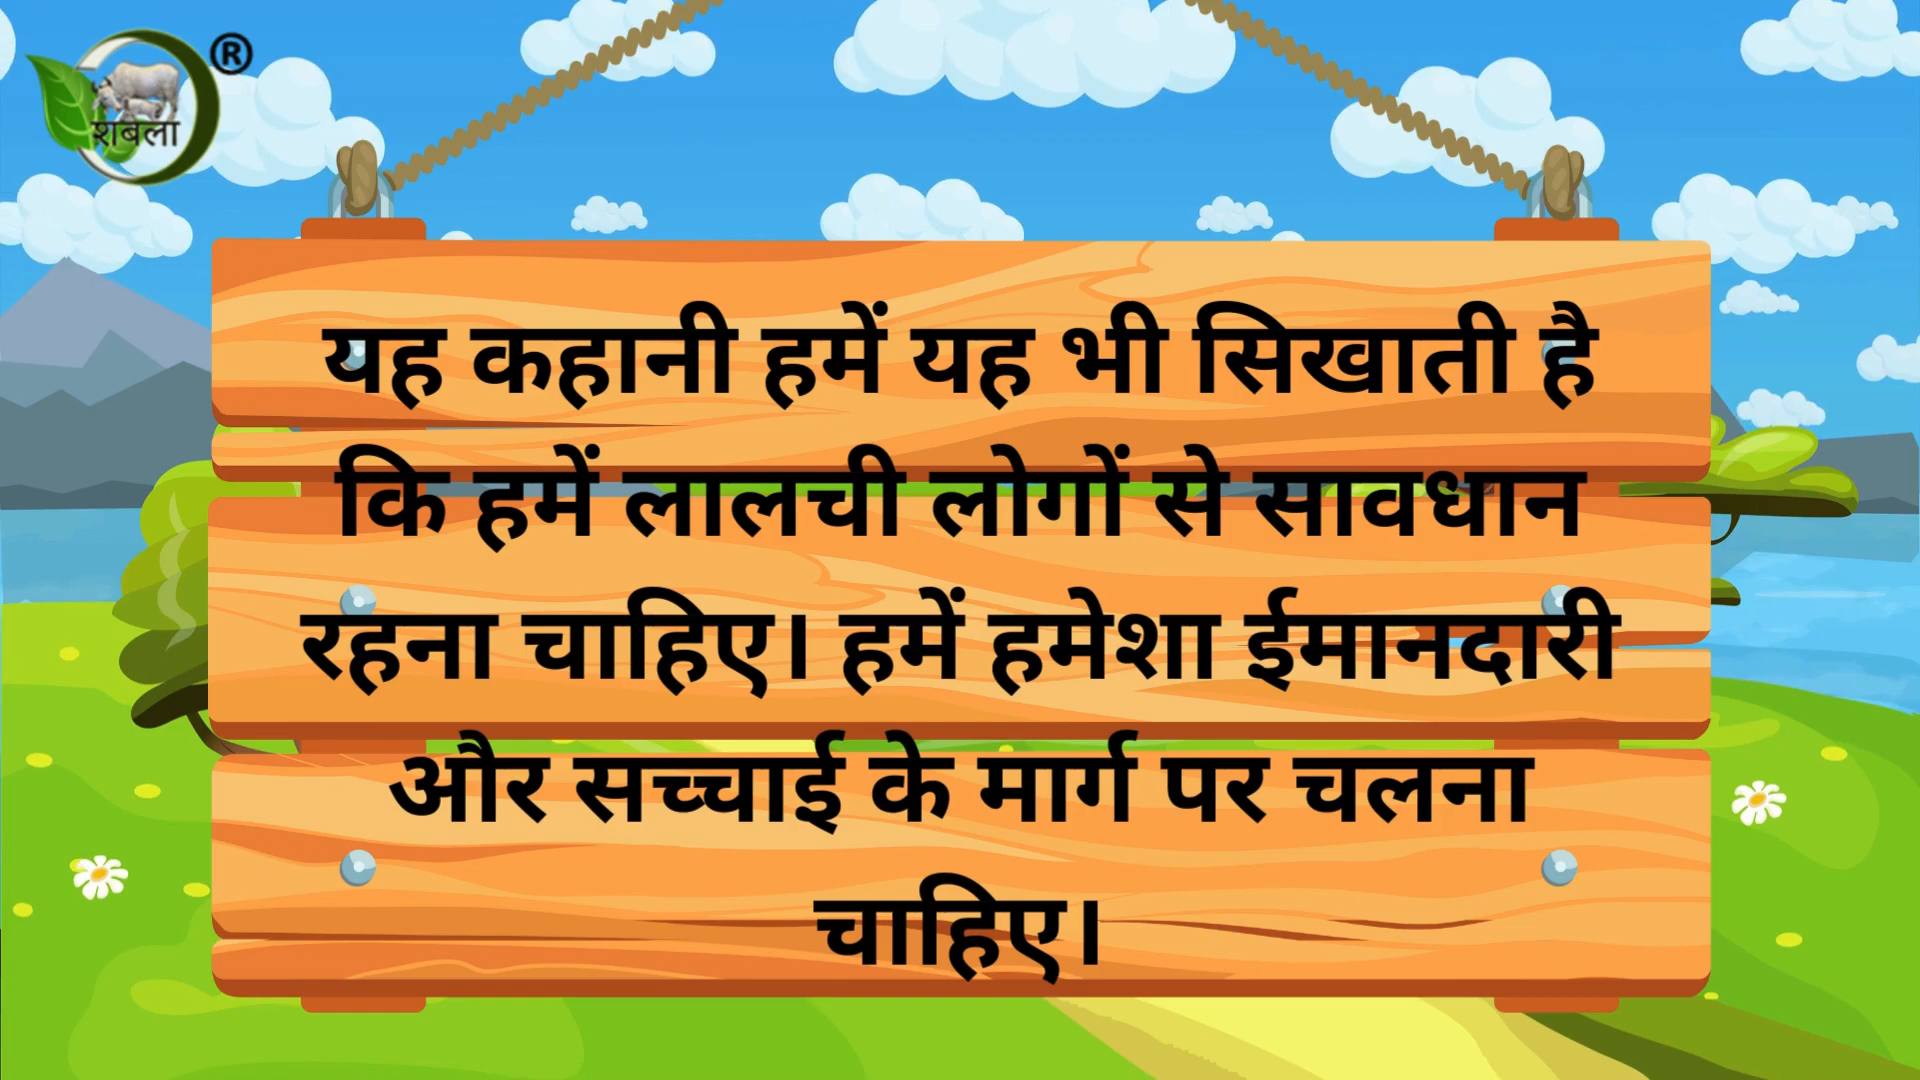 शबला
®
यह कहानी हमें यह भी सिखाती है
कि हमें लालची लोगों से सावधान
रहना चाहिए। हमें हमेशा ईमानदारी
और सच्चाई के मार्ग पर चलना
चाहिए।